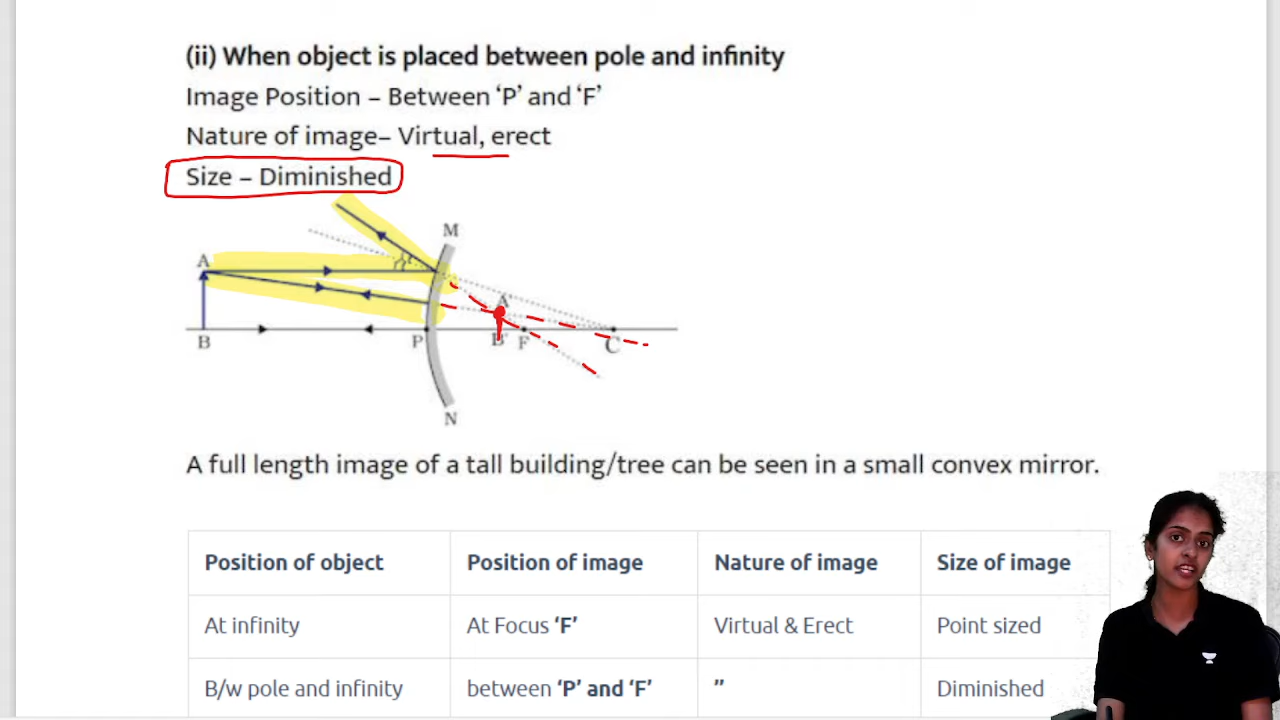 (ii) When object is placed between pole and infinity
Image Position – Between ‘P’ and ‘F’
Nature of image– Virtual, erect
Size – Diminished
M
A
A'
B
P
B'
F
C
N
A full length image of a tall building/tree can be seen in a small convex mirror.
Position of object Position of image Nature of image Size of image
At infinity At Focus ‘F’ Virtual & Erect Point sized
B/w pole and infinity between ‘P’ and ‘F’ ” Diminished